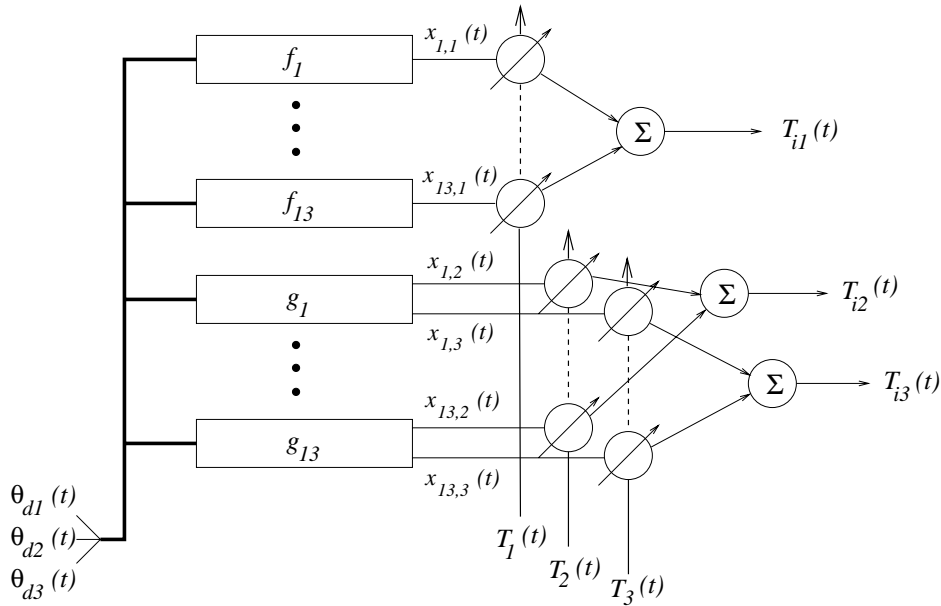 f_1
x_{1,1}(t)
Σ
T_{i1}(t)
f_{13}
x_{13,1}(t)
g_1
x_{1,2}(t)
x_{1,3}(t)
Σ
T_{i2}(t)
Σ
T_{i3}(t)
g_{13}
x_{13,2}(t)
x_{13,3}(t)
θ_{d1}(t)
θ_{d2}(t)
θ_{d3}(t)
T_1(t)
T_2(t)
T_3(t)